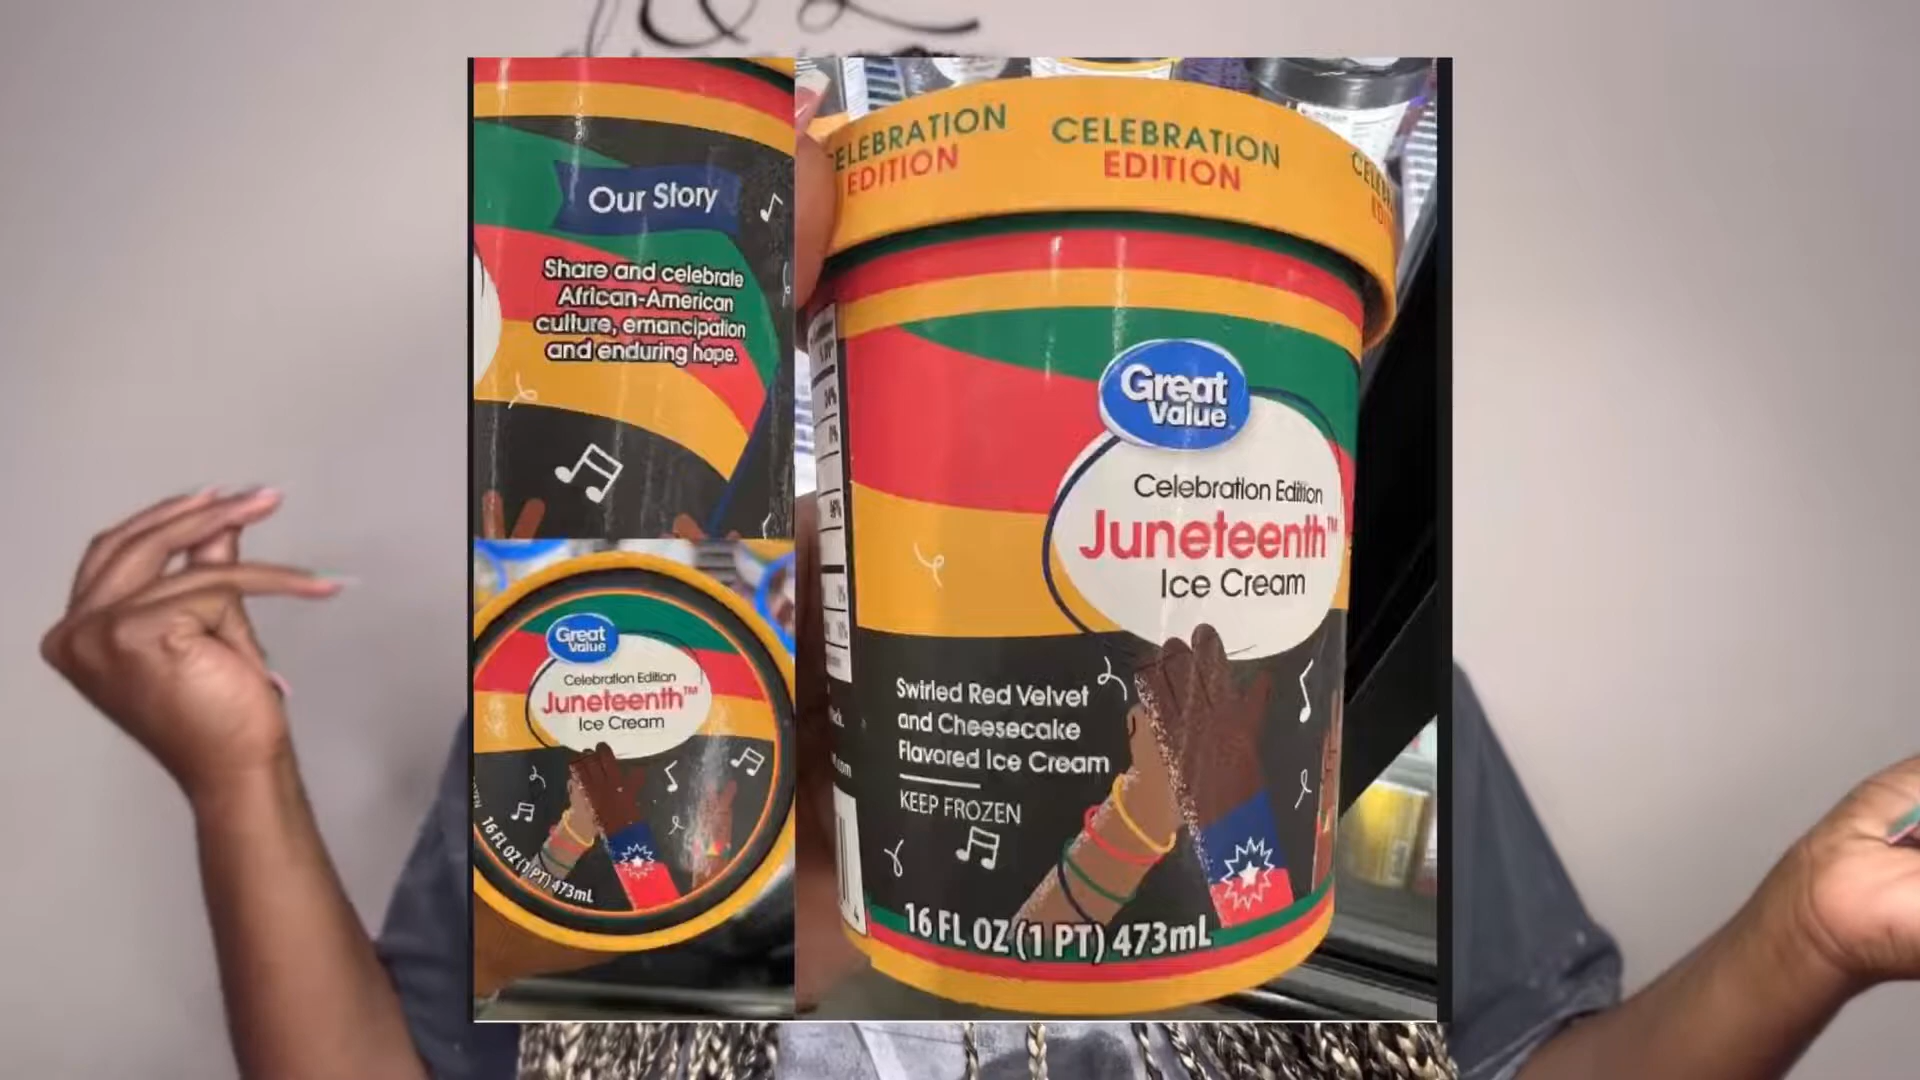 Our Story
Share and celebrate
African-American
culture, emancipation
and enduring hope.
Great
Value
Celebration Edition
Juneteenth™
Ice Cream
16 FL OZ (1 PT) 473mL
ELEBRATION
EDITION
CELEBRATION
EDITION
Great
Value
Celebration Edition
Juneteenth™
Ice Cream
Swirled Red Velvet
and Cheesecake
Flavored Ice Cream
KEEP FROZEN
16 FL OZ (1 PT) 473mL